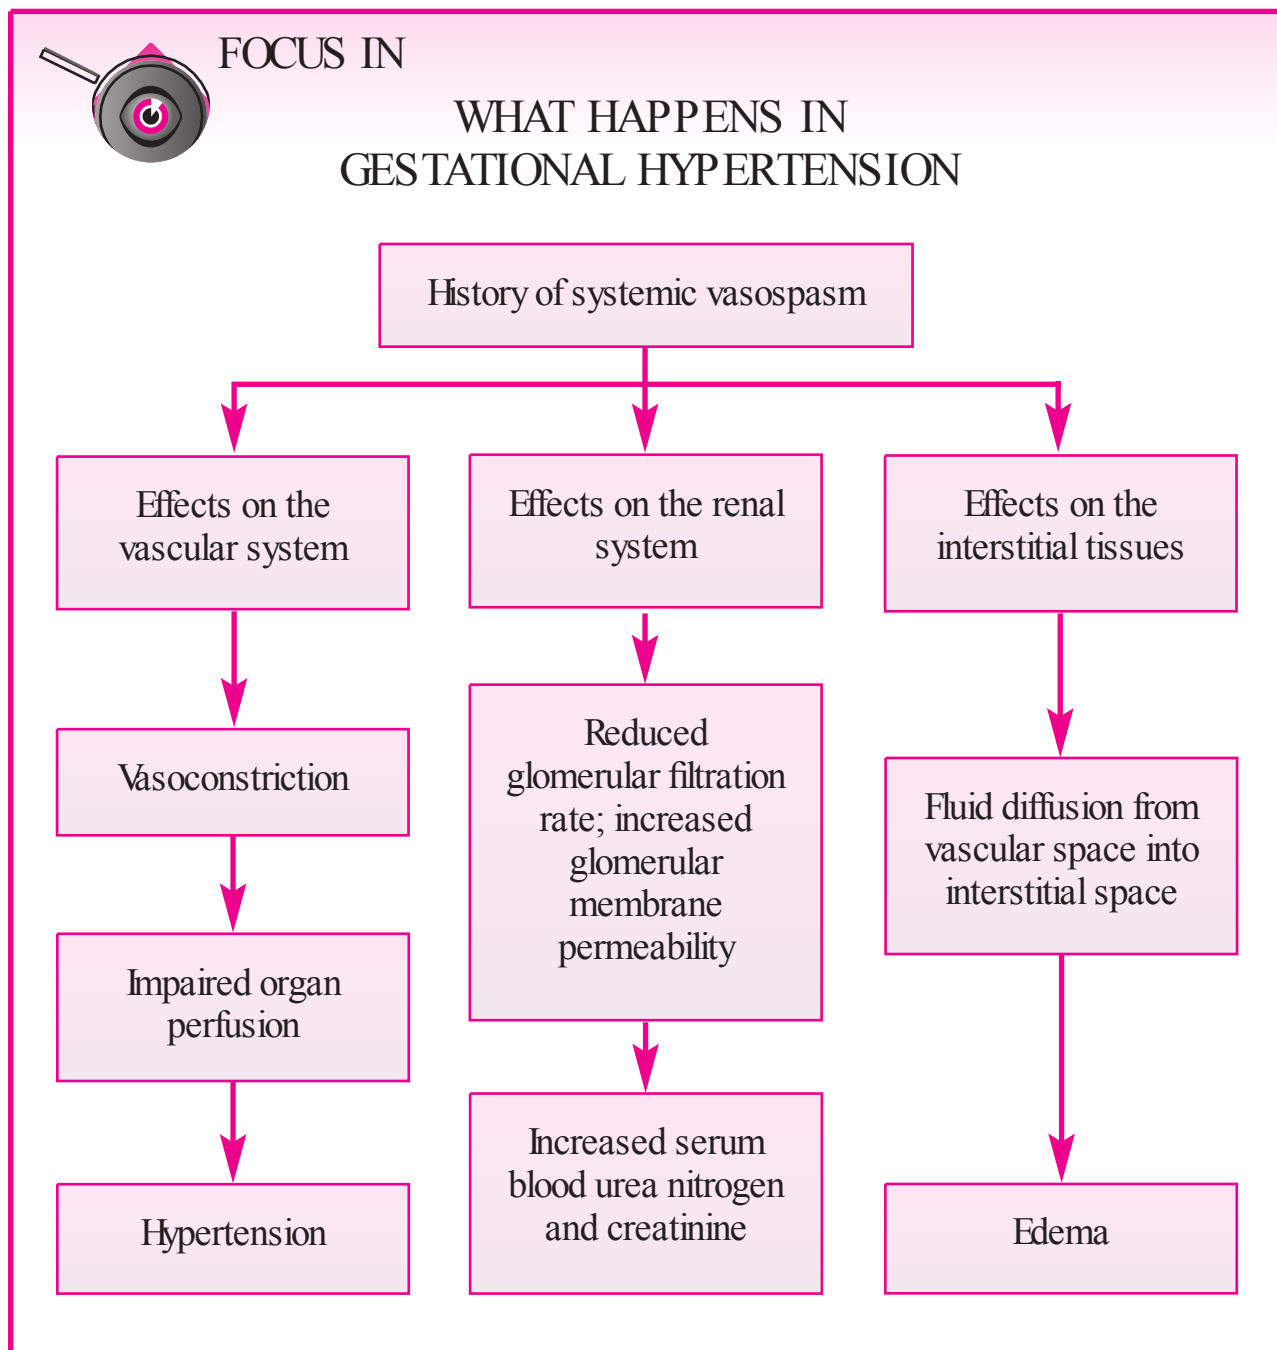 FOCUS IN
WHAT HAPPENS IN
GESTATIONAL HYPERTENSION
History of systemic vasospasm
Effects on the
vascular system
Vasoconstriction
Impaired organ
perfusion
Hypertension
Effects on the renal
system
Reduced
glomerular filtration
rate; increased
glomerular
membrane
permeability
Increased serum
blood urea nitrogen
and creatinine
Effects on the
interstitial tissues
Fluid diffusion from
vascular space into
interstitial space
Edema